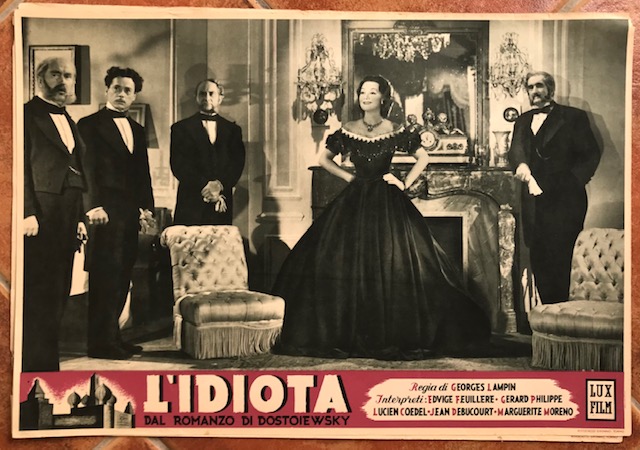 L'IDIOTA
DAL ROMANZO DI DOSTOIEWSKY
Regia di GEORGES LAMPIN
Interpreti: EDVIGE FEUILLERE · GERARD PHILIPPE
LUCIEN COEDEL · JEAN DEBUCOURT · MARGUERITE MORENO
LUX
FILM